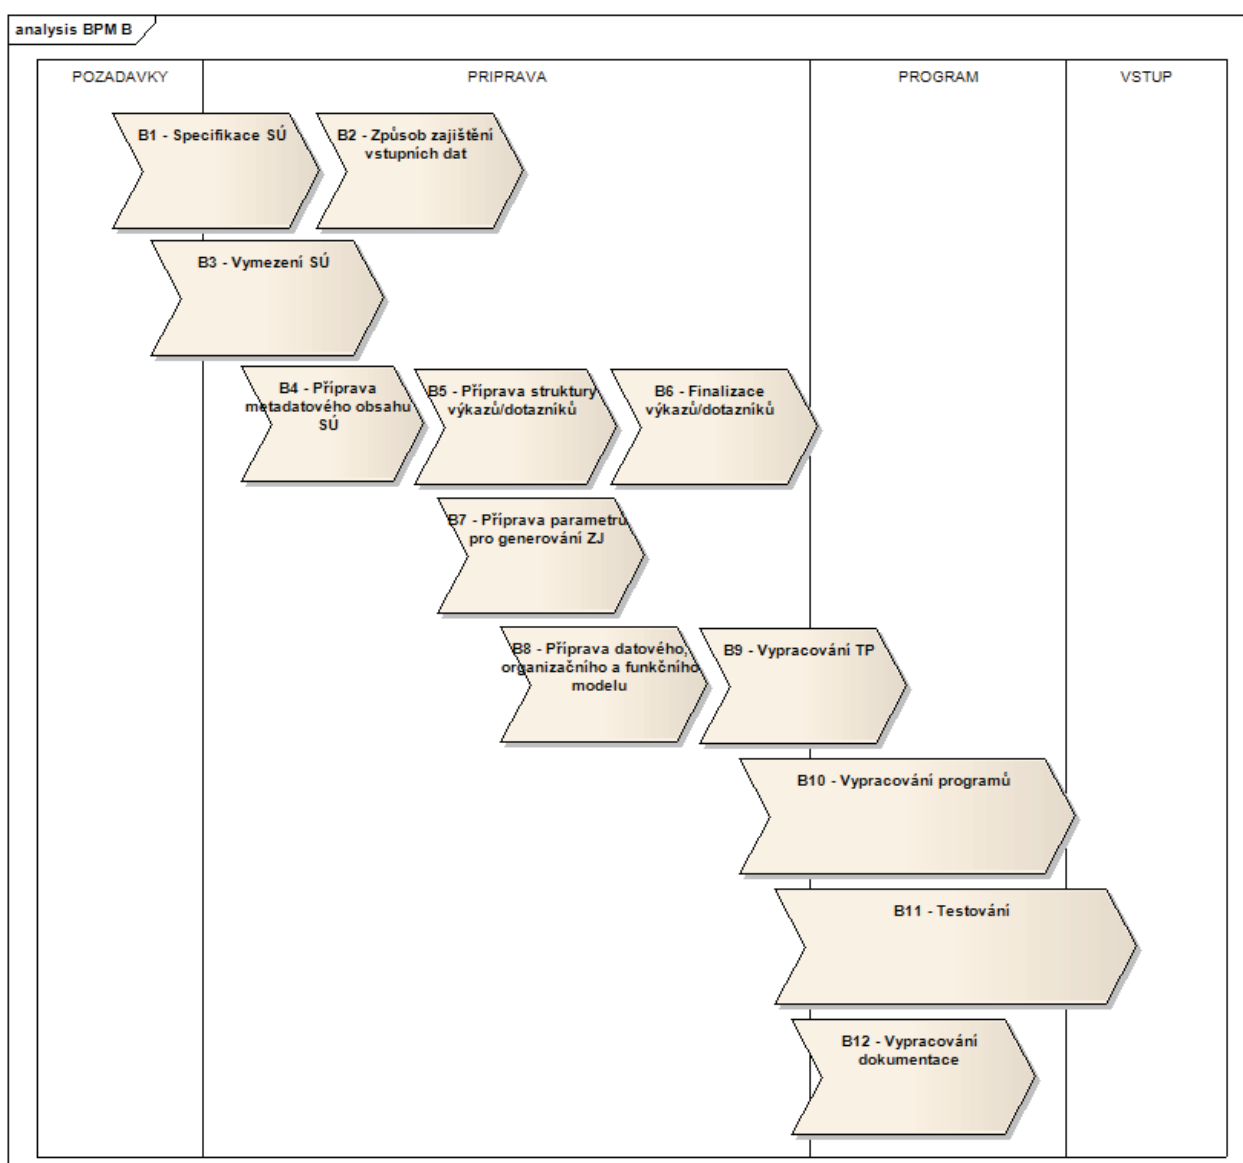 analysis BPM B
POZADAVKY
PRIPRAVA
PROGRAM
VSTUP
B1 - Specifikace SÚ
B2 - Způsob zajištění
vstupních dat
B3 - Vymezení SÚ
B4 - Příprava
metadatového obsahu
SÚ
B5 - Příprava struktury
výkazů/dotazníků
B6 - Finalizace
výkazů/dotazníků
B7 - Příprava parametrů
pro generování ZJ
B8 - Příprava datového,
organizačního a funkčního
modelu
B9 - Vypracování TP
B10 - Vypracování programů
B11 - Testování
B12 - Vypracování
dokumentace